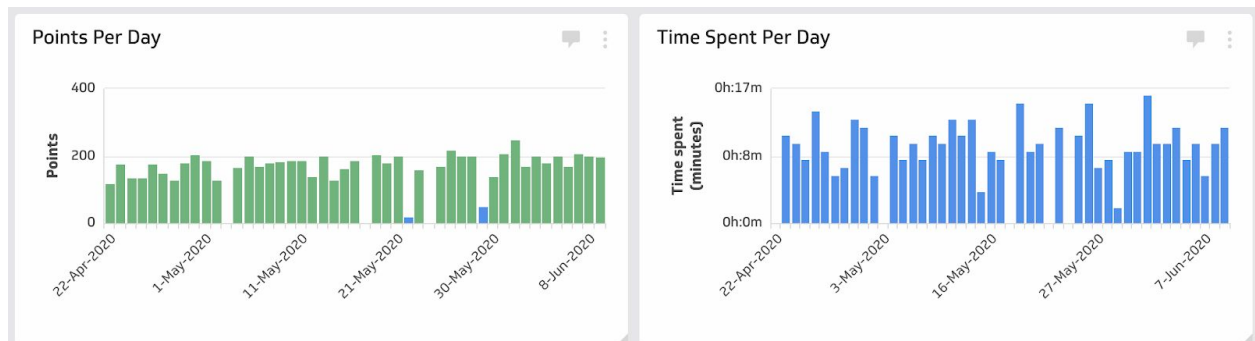 Points Per Day
400
200
0
Points
22-Apr-2020
1-May-2020
11-May-2020
21-May-2020
30-May-2020
8-Jun-2020
Time Spent Per Day
0h:17m
0h:8m
0h:0m
Time spent
(minutes)
22-Apr-2020
3-May-2020
16-May-2020
27-May-2020
7-Jun-2020